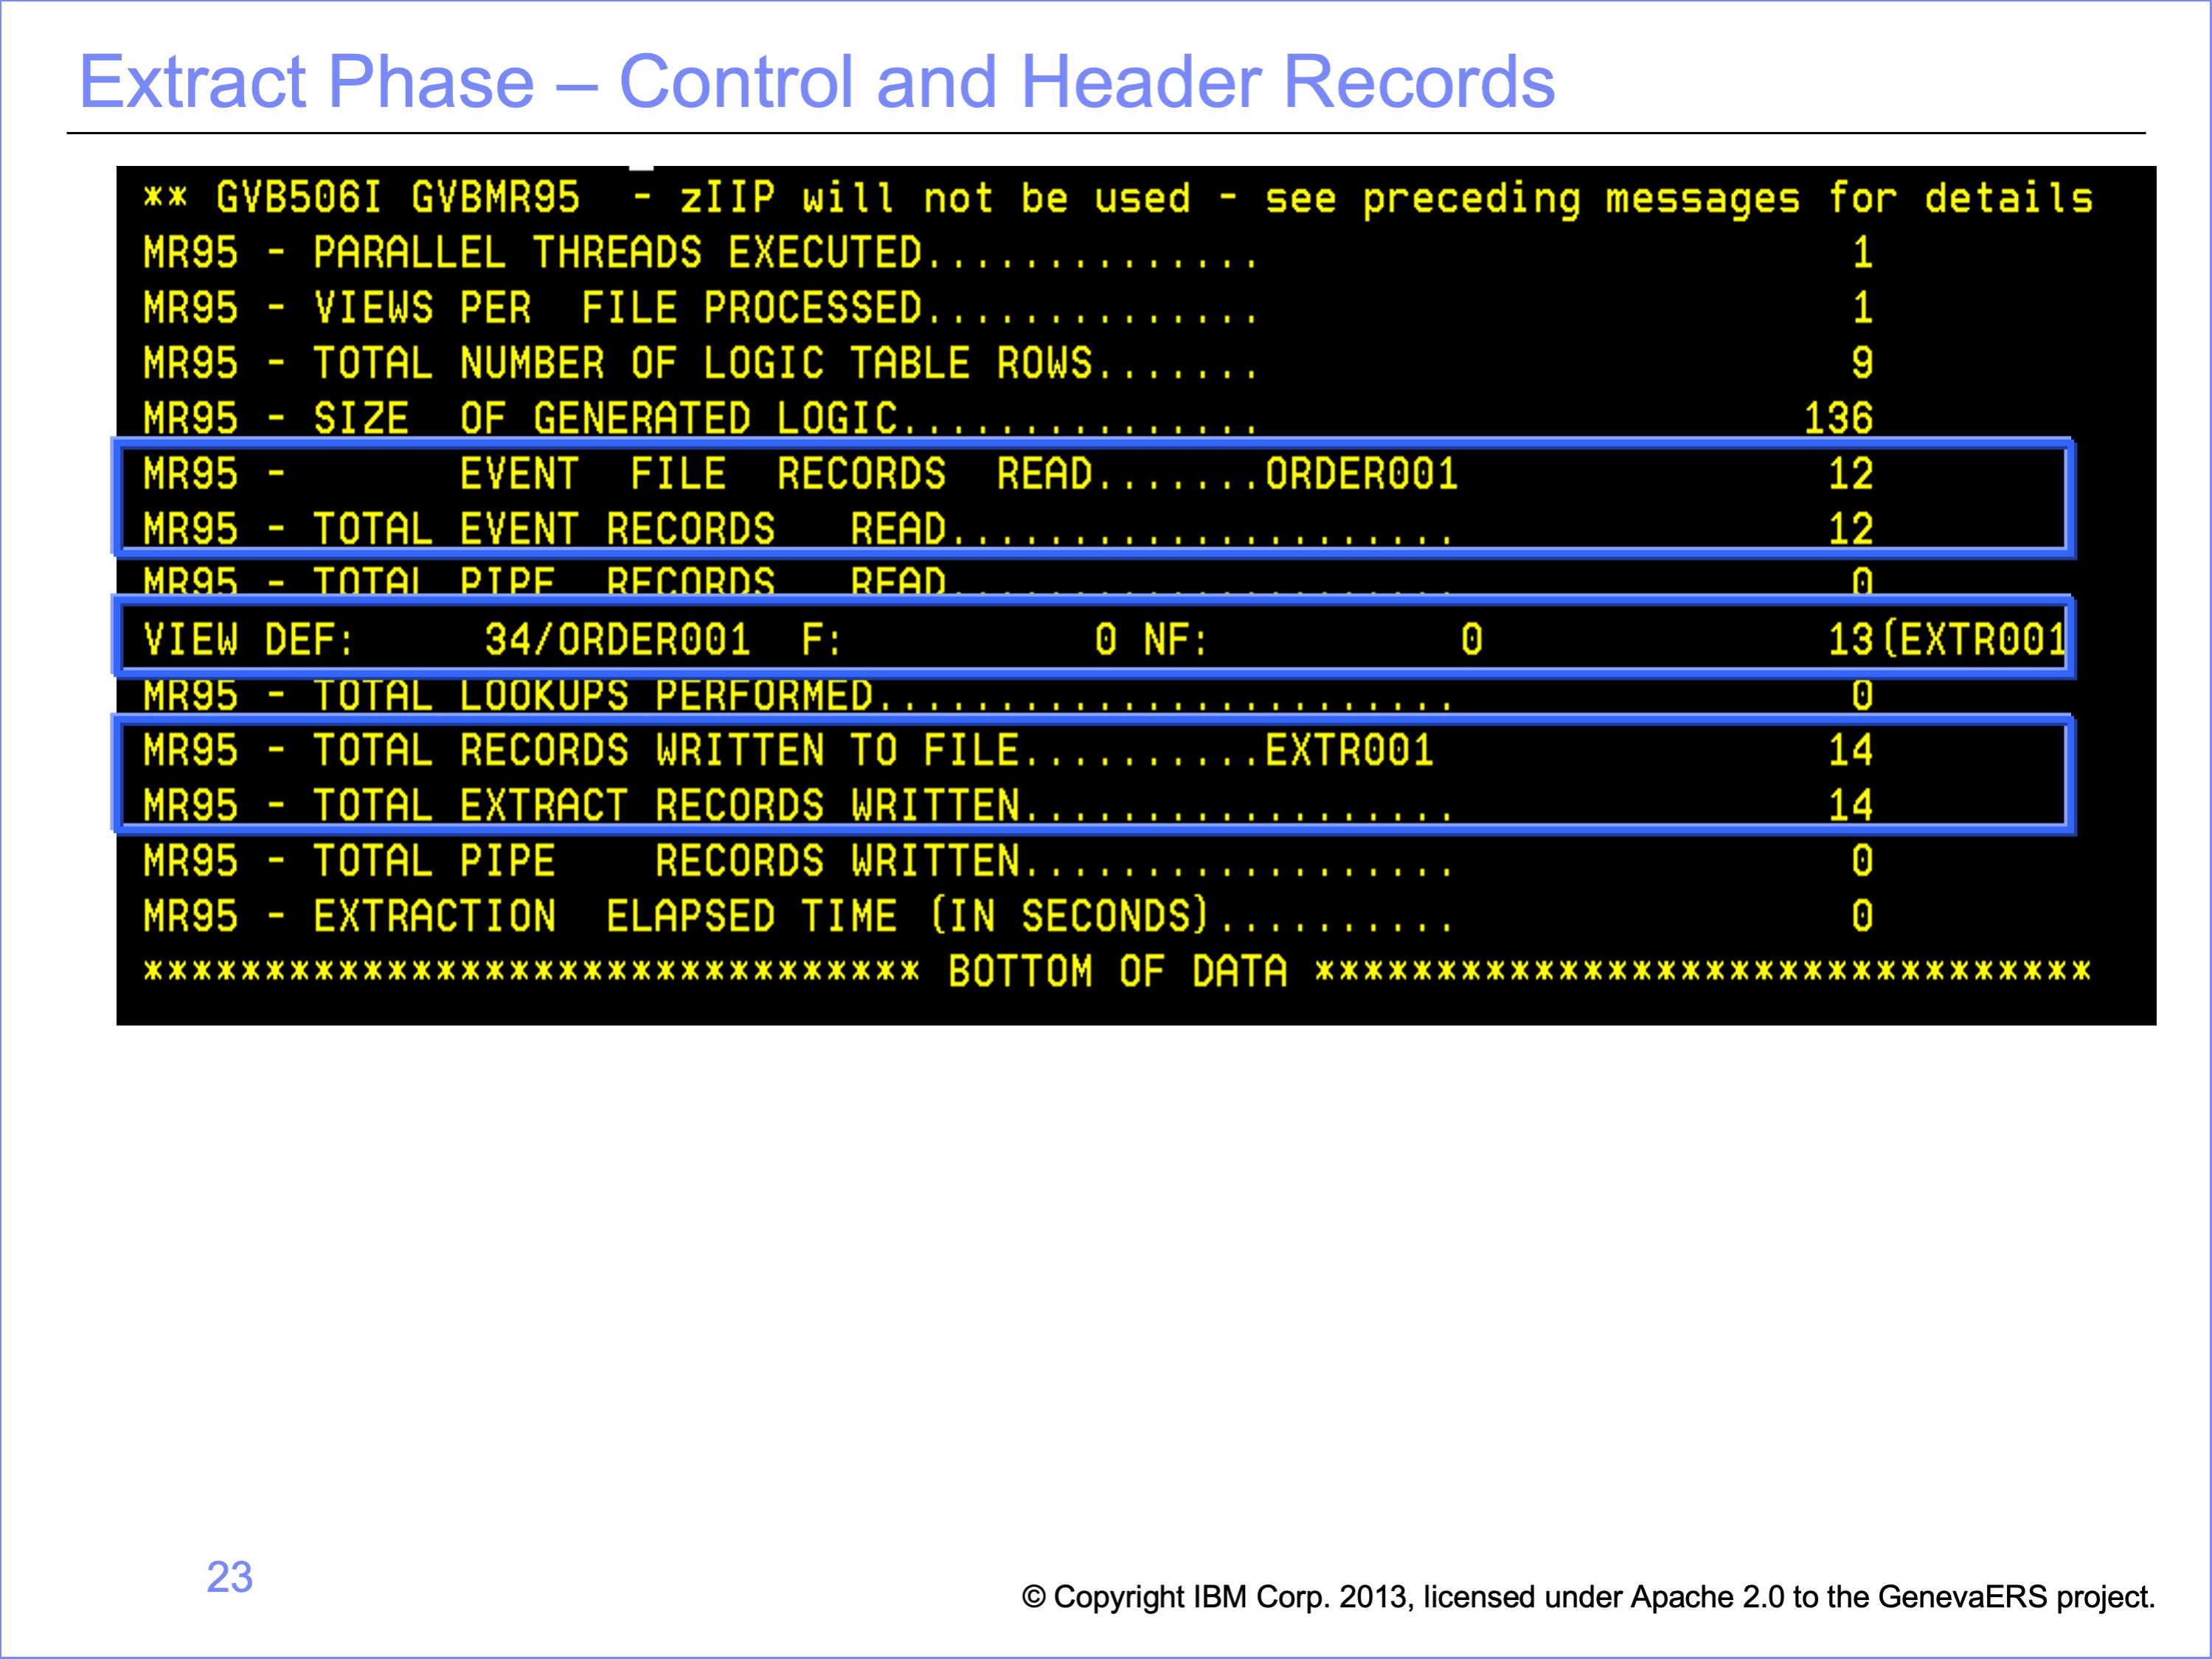 Extract Phase – Control and Header Records
** GVB506I GVBMR95  - zIIP will not be used - see preceding messages for details
MR95 - PARALLEL THREADS EXECUTED..............                         1
MR95 - VIEWS PER  FILE PROCESSED..............                         1
MR95 - TOTAL NUMBER OF LOGIC TABLE ROWS.......                         9
MR95 - SIZE  OF GENERATED LOGIC...............                       136
MR95 -       EVENT  FILE  RECORDS  READ.......ORDER001                12
MR95 - TOTAL EVENT RECORDS   READ.....................                12
MR95 - TOTAL PIPE  RECORDS   READ.....................                 0
VIEW DEF:     34/ORDER001  F:          0 NF:          0               13(EXTR001
MR95 - TOTAL LOOKUPS PERFORMED........................                 0
MR95 - TOTAL RECORDS WRITTEN TO FILE..........EXTR001                 14
MR95 - TOTAL EXTRACT RECORDS WRITTEN..................                14
MR95 - TOTAL PIPE    RECORDS WRITTEN..................                 0
MR95 - EXTRACTION  ELAPSED TIME (IN SECONDS)..........                 0
******************************** BOTTOM OF DATA ********************************
23
© Copyright IBM Corp. 2013, licensed under Apache 2.0 to the GenevaERS project.